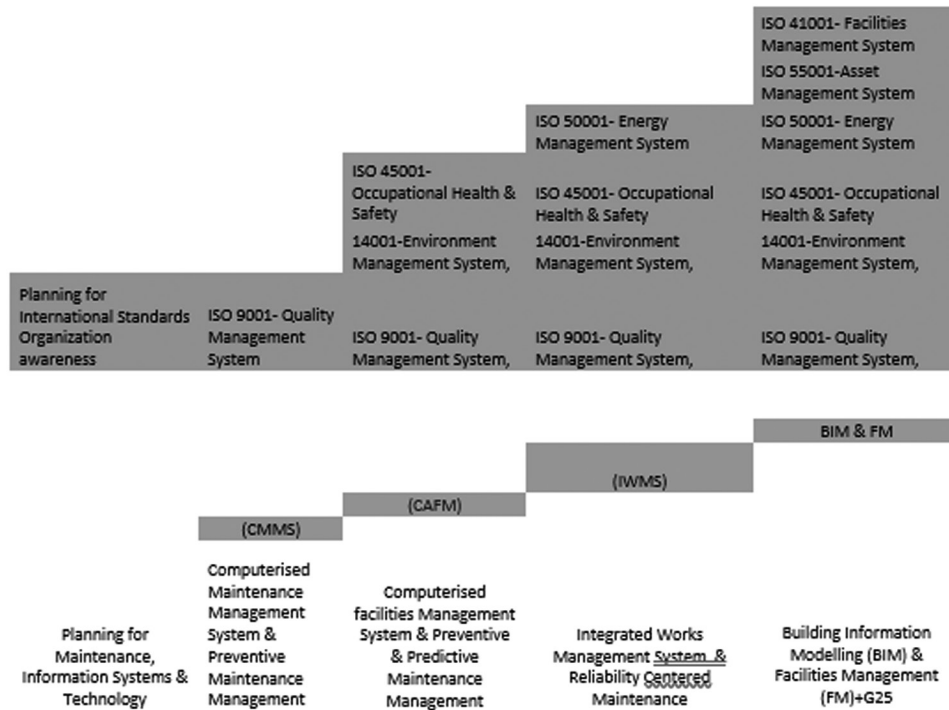 ISO 41001- Facilities
Management System
ISO 55001-Asset
Management System
ISO 50001- Energy
Management System
ISO 50001- Energy
Management System
ISO 45001-
Occupational Health &
Safety
ISO 45001- Occupational
Health & Safety
ISO 45001- Occupational
Health & Safety
14001-Environment
Management System,
14001-Environment
Management System,
14001-Environment
Management System,
Planning for
International Standards
Organization
awareness
ISO 9001- Quality
Management
System
ISO 9001- Quality
Management System,
ISO 9001- Quality
Management System,
ISO 9001- Quality
Management System,
BIM & FM
(IWMS)
(CAFM)
(CMMS)
Planning for
Maintenance,
Information Systems &
Technology
Computerised
Maintenance
Management
System &
Preventive
Maintenance
Management
Computerised
facilities Management
System & Preventive
& Predictive
Maintenance
Management
Integrated Works
Management System &
Reliability Centered
Maintenance
Building Information
Modelling (BIM) &
Facilities Management
(FM)+G25